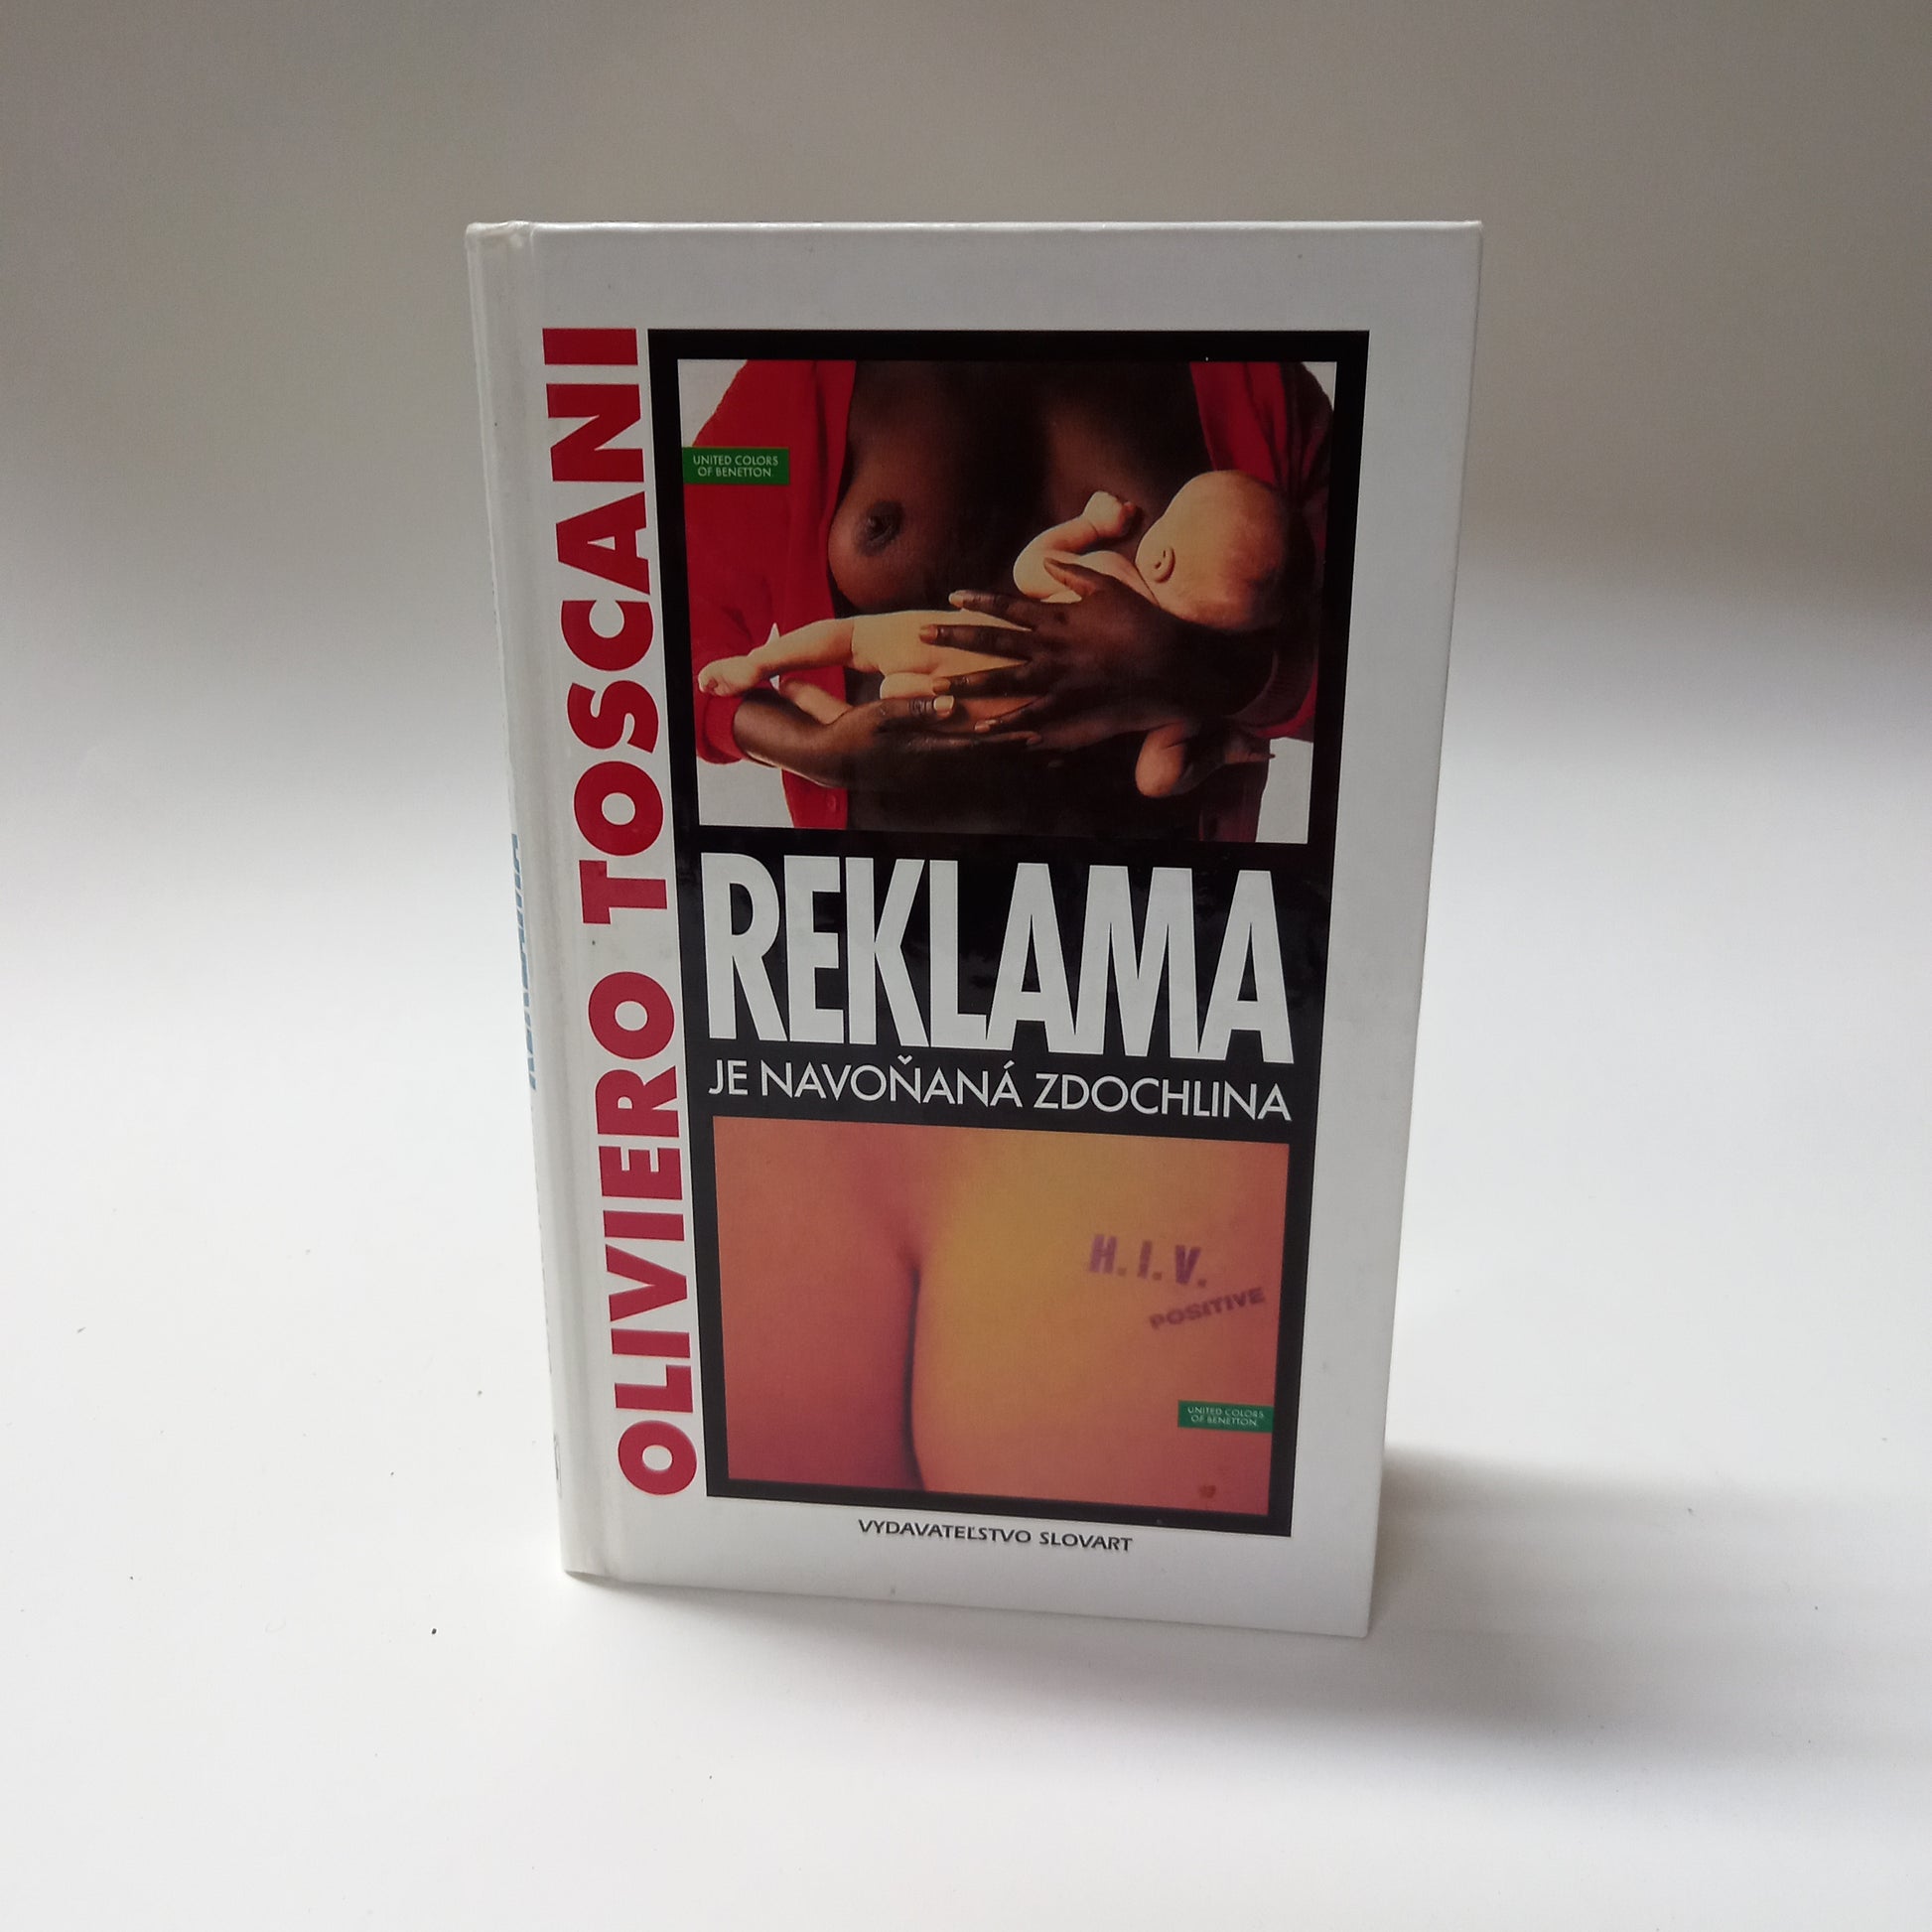 OLIVIERO TOSCANI
UNITED COLORS
OF BENETTON.
REKLAMA
JE NAVOŇANÁ ZDOCHLINA
H.I.V.
POSITIVE
UNITED COLORS
OF BENETTON.
VYDAVATEĽSTVO SLOVART